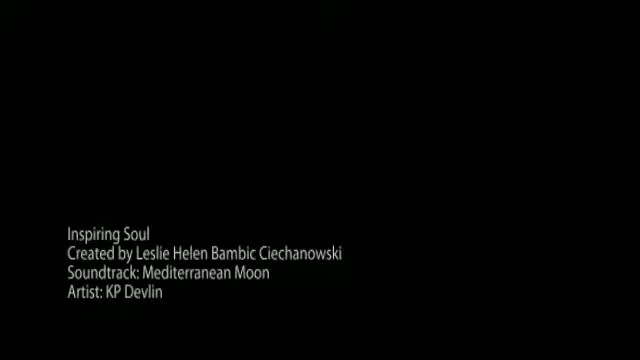 Inspiring Soul
Created by Leslie Helen Bambic Ciechanowski
Soundtrack: Mediterranean Moon
Artist: KP Devlin